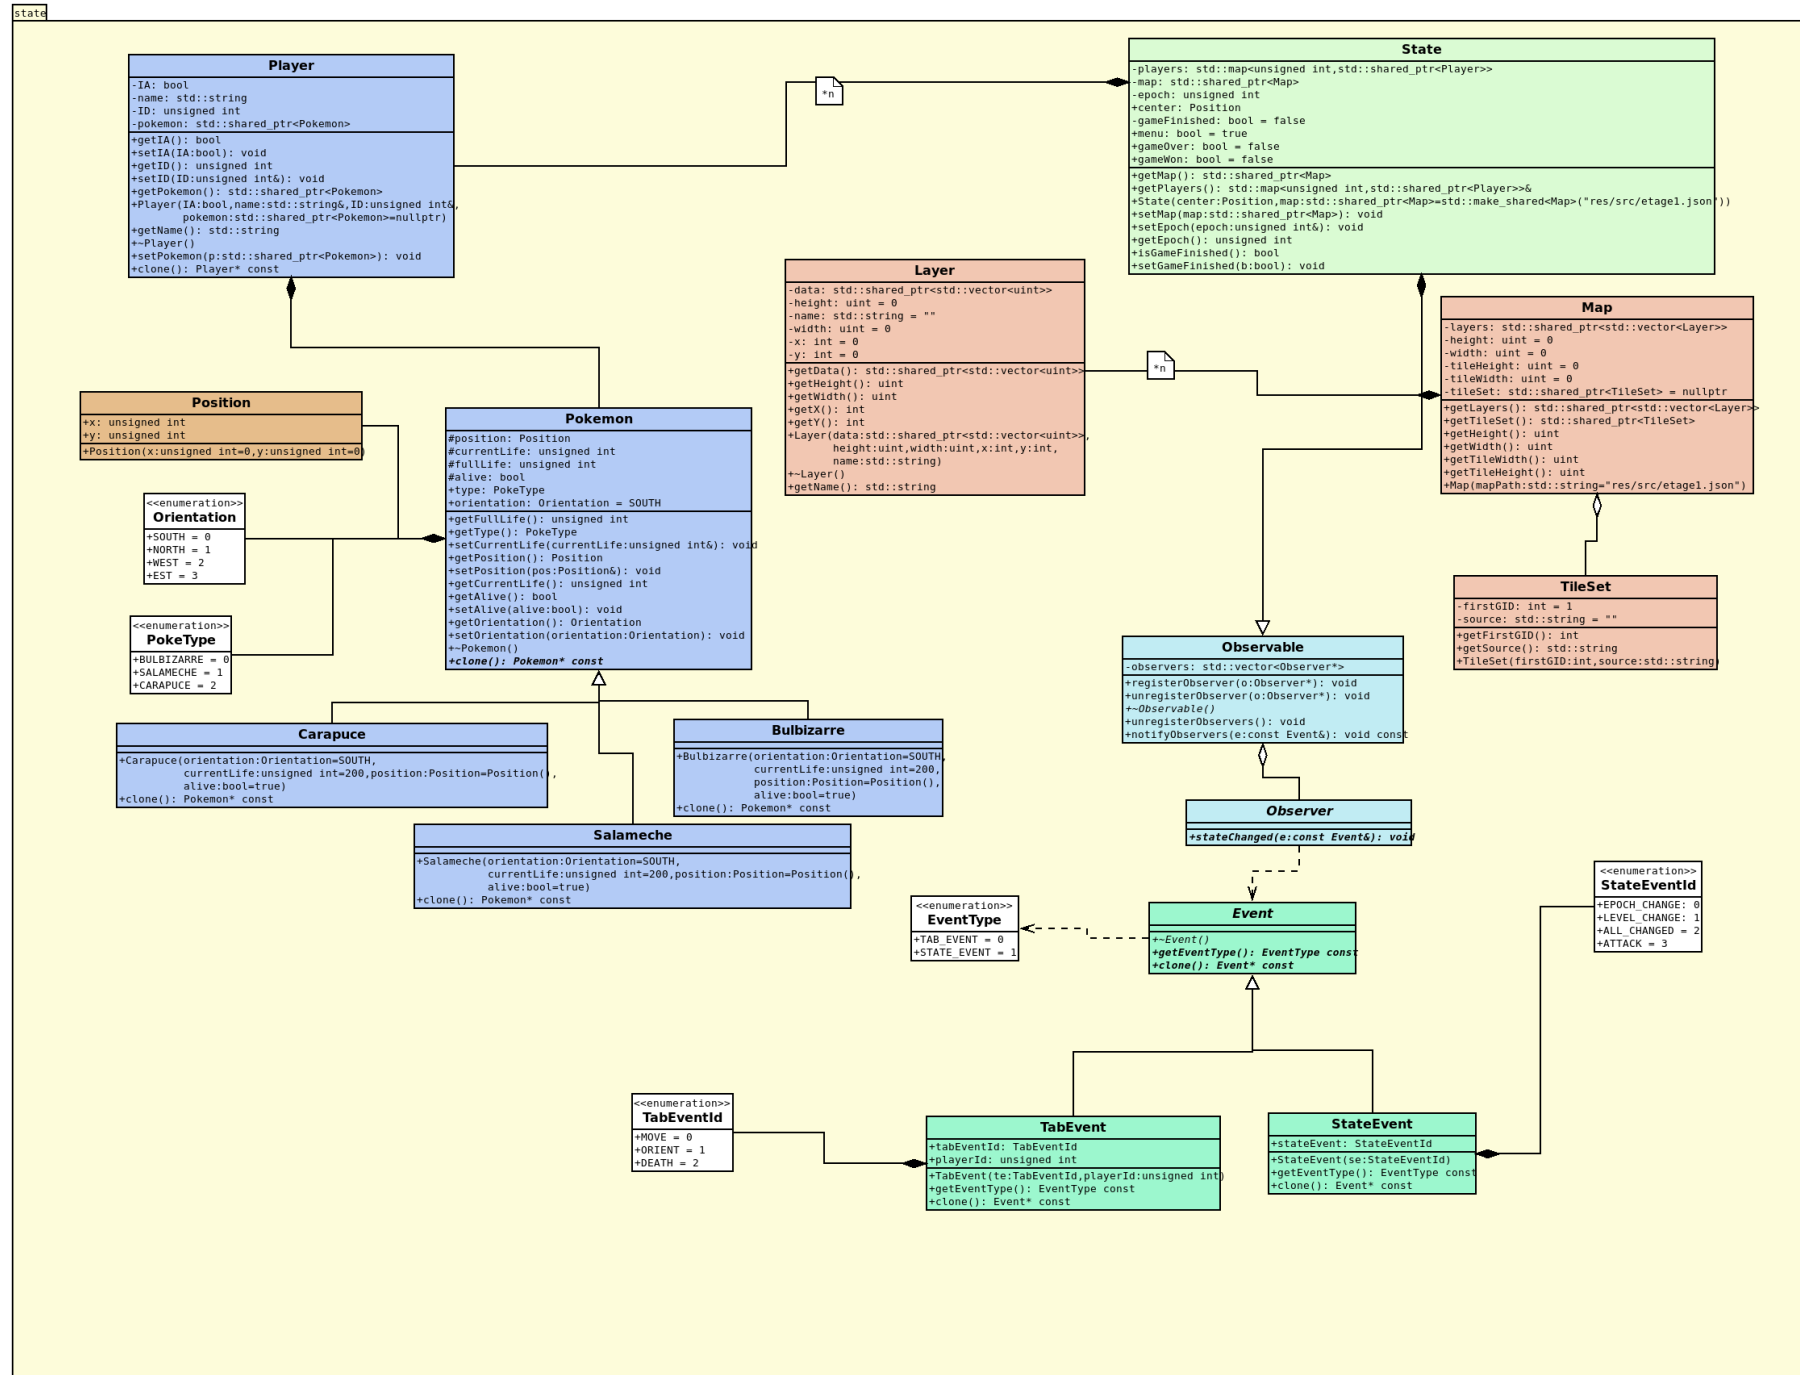 state
Player
-IA: bool
-name: std::string
-ID: unsigned int
-pokemon: std::shared_ptr<Pokemon>
+getIA(): bool
+setIA(IA:bool): void
+getID(): unsigned int
+setID(ID:unsigned int&): void
+getPokemon(): std::shared_ptr<Pokemon>
+Player(IA:bool,name:std::string&,ID:unsigned int&,
pokemon:std::shared_ptr<Pokemon>=nullptr)
+getName(): std::string
+~Player()
+setPokemon(p:std::shared_ptr<Pokemon>): void
+clone(): Player* const
*n
State
-players: std::map<unsigned int,std::shared_ptr<Player>>
-map: std::shared_ptr<Map>
-epoch: unsigned int
+center: Position
-gameFinished: bool = false
+menu: bool = true
+gameOver: bool = false
+gameWon: bool = false
+getMap(): std::shared_ptr<Map>
+getPlayers(): std::map<unsigned int,std::shared_ptr<Player>>&
+State(center:Position,map:std::shared_ptr<Map>=std::make_shared<Map>("res/src/etage1.json"))
+setMap(map:std::shared_ptr<Map>): void
+setEpoch(epoch:unsigned int&): void
+getEpoch(): unsigned int
+isGameFinished(): bool
+setGameFinished(b:bool): void
Layer
-data: std::shared_ptr<std::vector<uint>>
-height: uint = 0
-name: std::string = ""
-width: uint = 0
-x: int = 0
-y: int = 0
+getData(): std::shared_ptr<std::vector<uint>>
+getHeight(): uint
+getWidth(): uint
+getX(): int
+getY(): int
+Layer(data:std::shared_ptr<std::vector<uint>>,
height:uint,width:uint,x:int,y:int,
name:std::string)
+~Layer()
+getName(): std::string
*n
Map
-layers: std::shared_ptr<std::vector<Layer>>
-height: uint = 0
-width: uint = 0
-tileHeight: uint = 0
-tileWidth: uint = 0
-tileSet: std::shared_ptr<TileSet> = nullptr
+getLayers(): std::shared_ptr<std::vector<Layer>>
+getTileSet(): std::shared_ptr<TileSet>
+getHeight(): uint
+getWidth(): uint
+getTileWidth(): uint
+getTileHeight(): uint
+Map(mapPath:std::string="res/src/etage1.json")
Position
+x: unsigned int
+y: unsigned int
+Position(x:unsigned int=0,y:unsigned int=0)
<<enumeration>>
Orientation
+SOUTH = 0
+NORTH = 1
+WEST = 2
+EST = 3
<<enumeration>>
PokeType
+BULBIZARRE = 0
+SALAMECHE = 1
+CARAPUCE = 2
Pokemon
#position: Position
#currentLife: unsigned int
#fullLife: unsigned int
#alive: bool
+type: PokeType
+orientation: Orientation = SOUTH
+getFullLife(): unsigned int
+getType(): PokeType
+setCurrentLife(currentLife:unsigned int&): void
+getPosition(): Position
+setPosition(pos:Position&): void
+getCurrentLife(): unsigned int
+getAlive(): bool
+setAlive(alive:bool): void
+getOrientation(): Orientation
+setOrientation(orientation:Orientation): void
+~Pokemon()
+clone(): Pokemon* const
TileSet
-firstGID: int = 1
-source: std::string = ""
+getFirstGID(): int
+getSource(): std::string
+TileSet(firstGID:int,source:std::string)
Observable
-observers: std::vector<Observer*>
+registerObserver(o:Observer*): void
+unregisterObserver(o:Observer*): void
+~Observable()
+unregisterObservers(): void
+notifyObservers(e:const Event&): void const
Carapuce
+Carapuce(orientation:Orientation=SOUTH,
currentLife:unsigned int=200,position:Position=Position(),
alive:bool=true)
+clone(): Pokemon* const
Bulbizarre
+Bulbizarre(orientation:Orientation=SOUTH,
currentLife:unsigned int=200,
position:Position=Position(),
alive:bool=true)
+clone(): Pokemon* const
Salameche
+Salameche(orientation:Orientation=SOUTH,
currentLife:unsigned int=200,position:Position=Position(),
alive:bool=true)
+clone(): Pokemon* const
Observer
+stateChanged(e:const Event&): void
<<enumeration>>
EventType
+TAB_EVENT = 0
+STATE_EVENT = 1
Event
+~Event()
+getEventType(): EventType const
+clone(): Event* const
<<enumeration>>
StateEventId
+EPOCH_CHANGE: 0
+LEVEL_CHANGE: 1
+ALL_CHANGED = 2
+ATTACK = 3
<<enumeration>>
TabEventId
+MOVE = 0
+ORIENT = 1
+DEATH = 2
TabEvent
+tabEventId: TabEventId
+playerId: unsigned int
+TabEvent(te:TabEventId,playerId:unsigned int)
+getEventType(): EventType const
+clone(): Event* const
StateEvent
+stateEvent: StateEventId
+StateEvent(se:StateEventId)
+getEventType(): EventType const
+clone(): Event* const